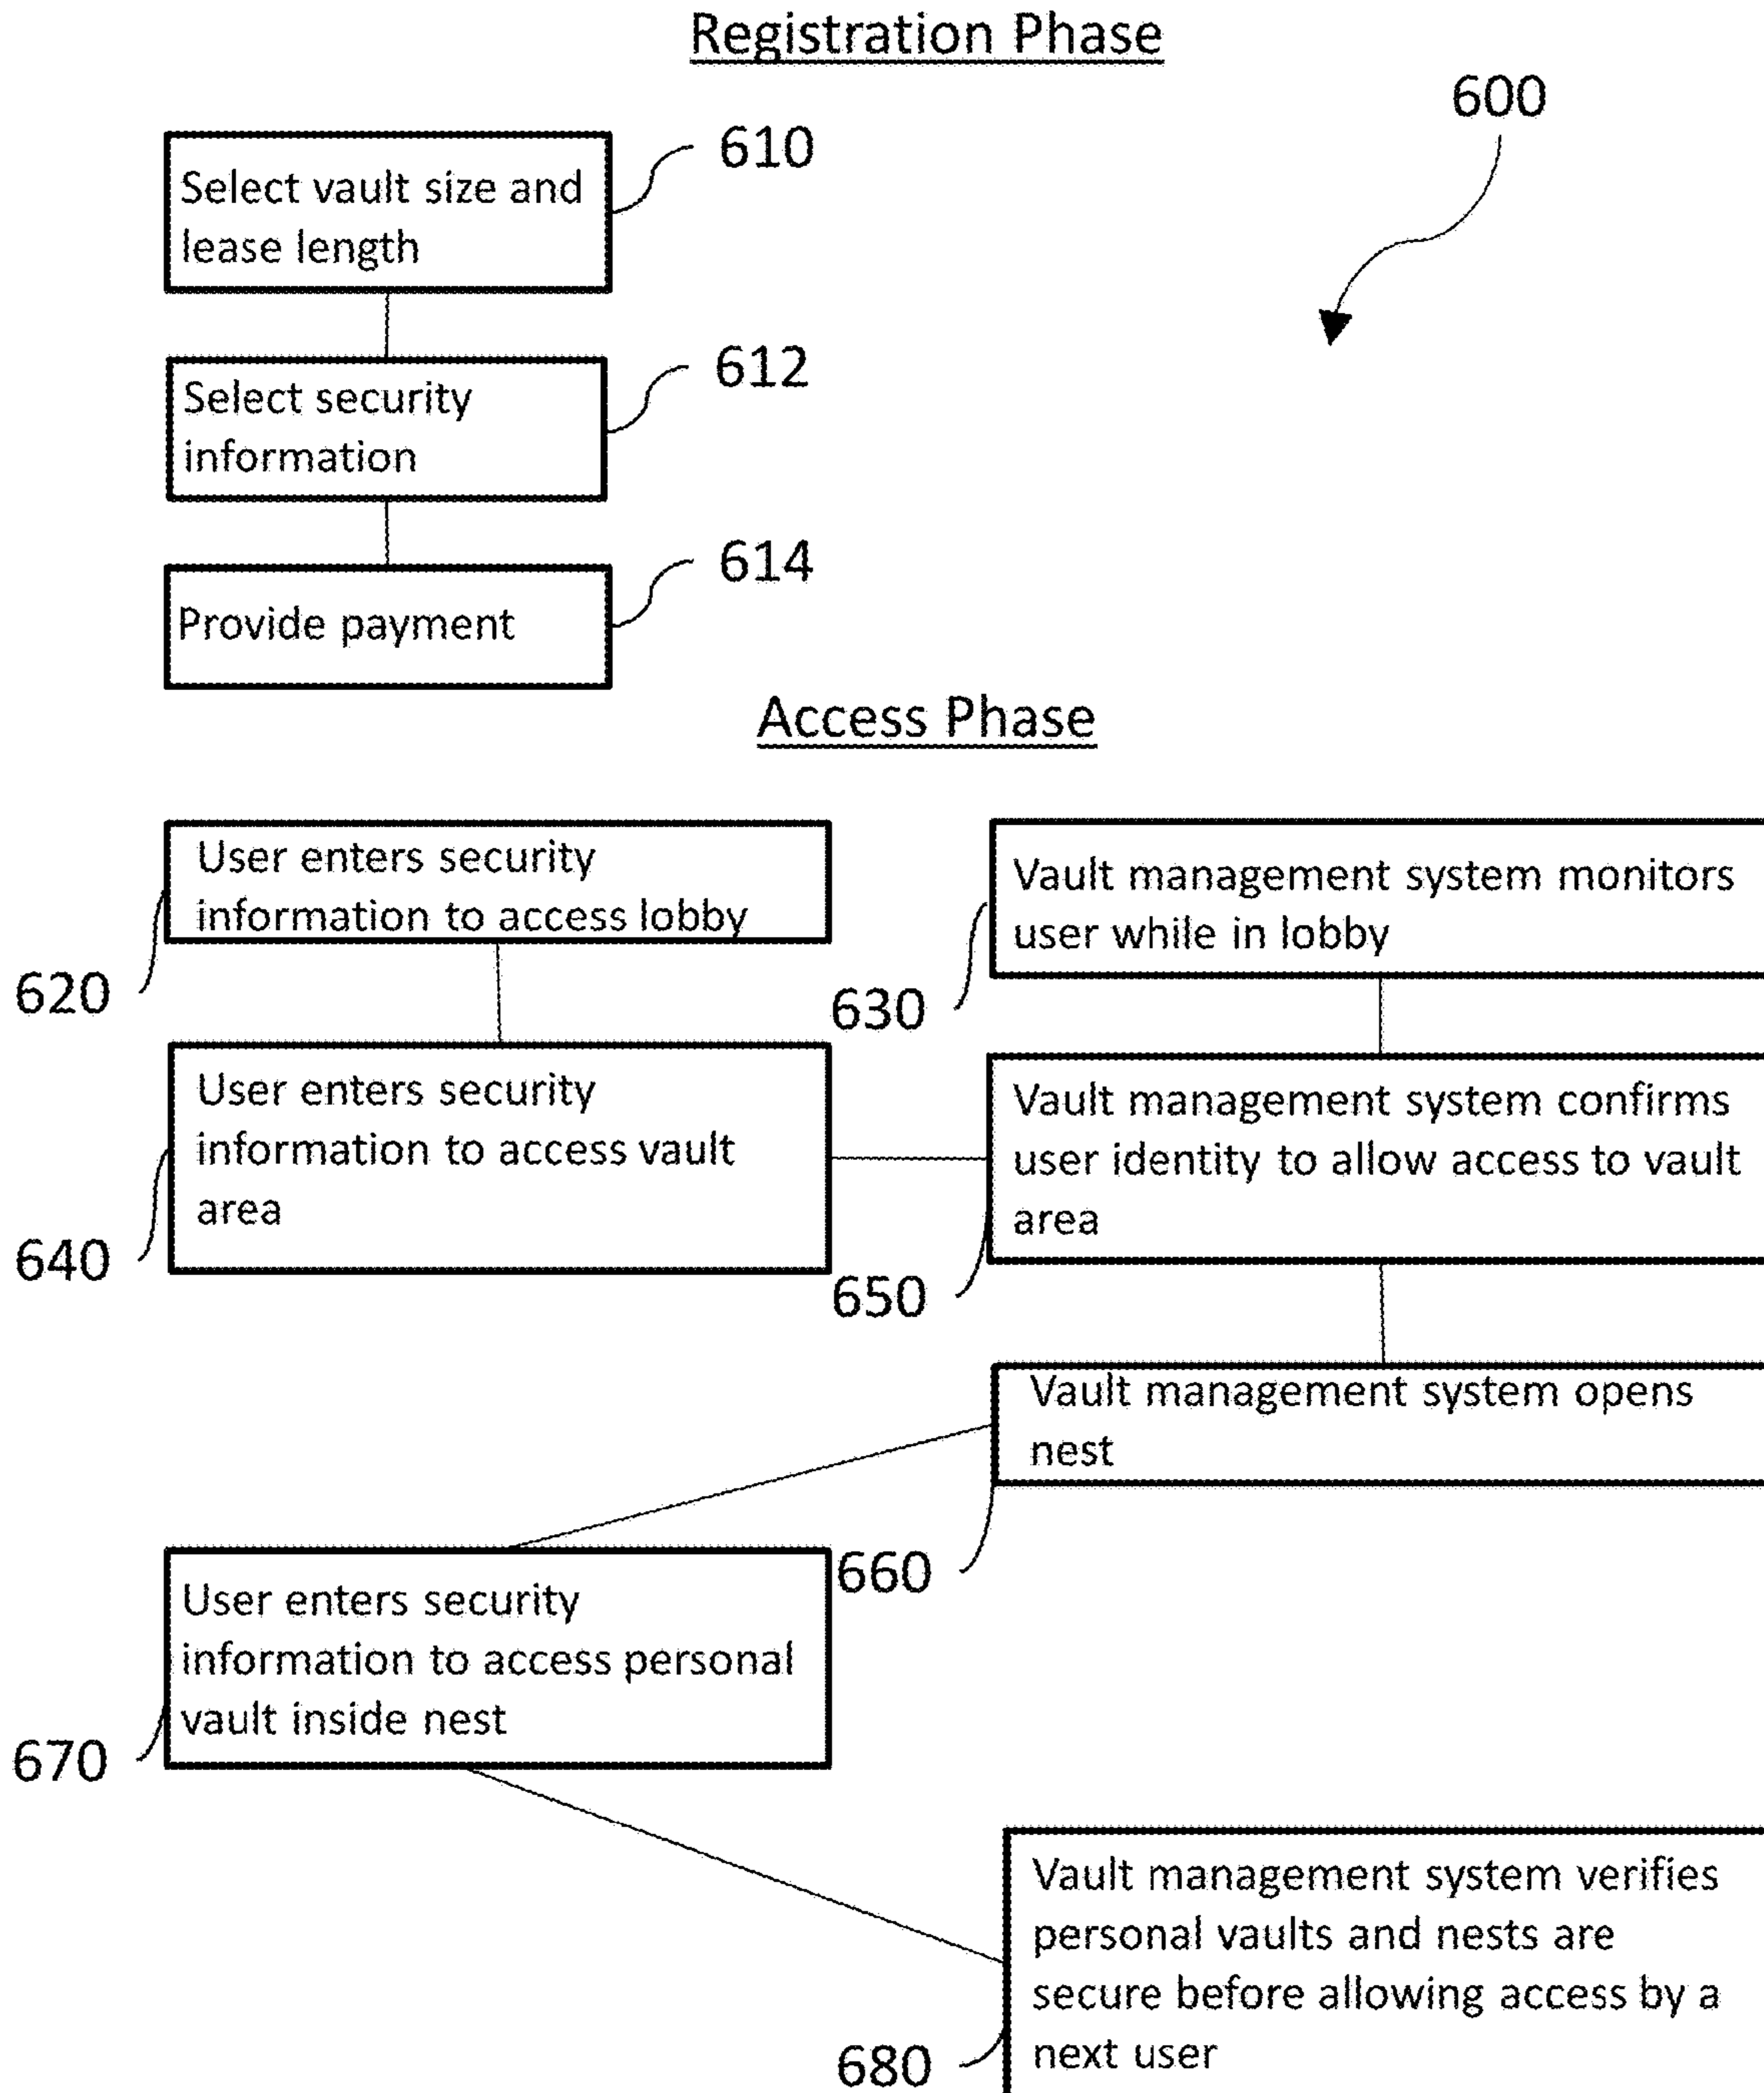 Registration Phase
600
610
Select vault size and
lease length
612
Select security
information
614
Provide payment
Access Phase
User enters security
information to access lobby
620
Vault management system monitors
user while in lobby
630
User enters security
information to access vault
area
640
Vault management system confirms
user identity to allow access to vault
area
650
Vault management system opens
nest
660
User enters security
information to access personal
vault inside nest
670
Vault management system verifies
personal vaults and nests are
secure before allowing access by a
next user
680